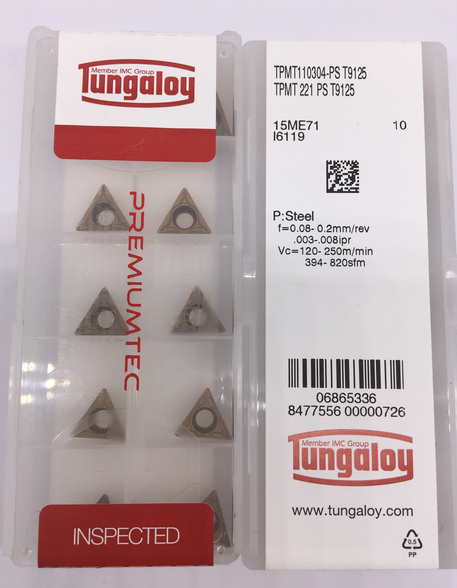 Member IMC Group
Tungaloy
PREMIUMTEC
INSPECTED
TPMT110304-PS T9125
TPMT 221 PS T9125
15ME71 10
I6119
P:Steel
f=0.08- 0.2mm/rev
.003-.008ipr
Vc=120- 250m/min
394- 820sfm
06865336
8477556 00000726
Member IMC Group
Tungaloy
www.tungaloy.com
0.5
PP